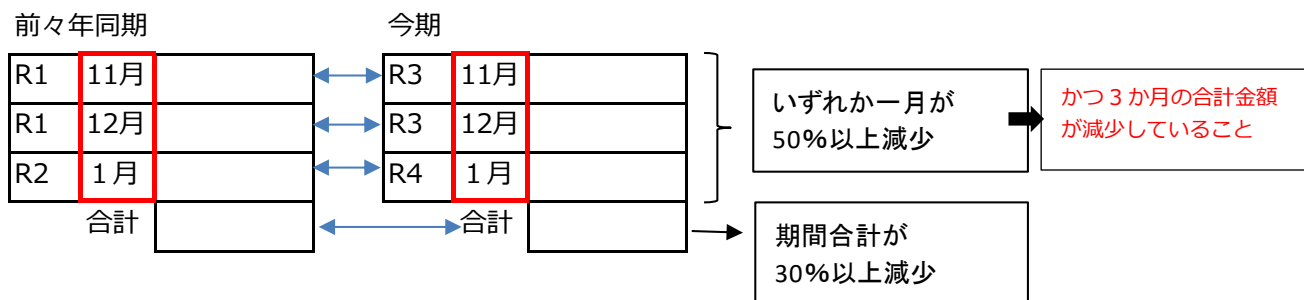 前々年同期 今期
R1 11月 R3 11月
R1 12月 R3 12月
R2 1月 R4 1月
合計 合計
いずれか一月が
50%以上減少
かつ3か月の合計金額
が減少していること
期間合計が
30%以上減少